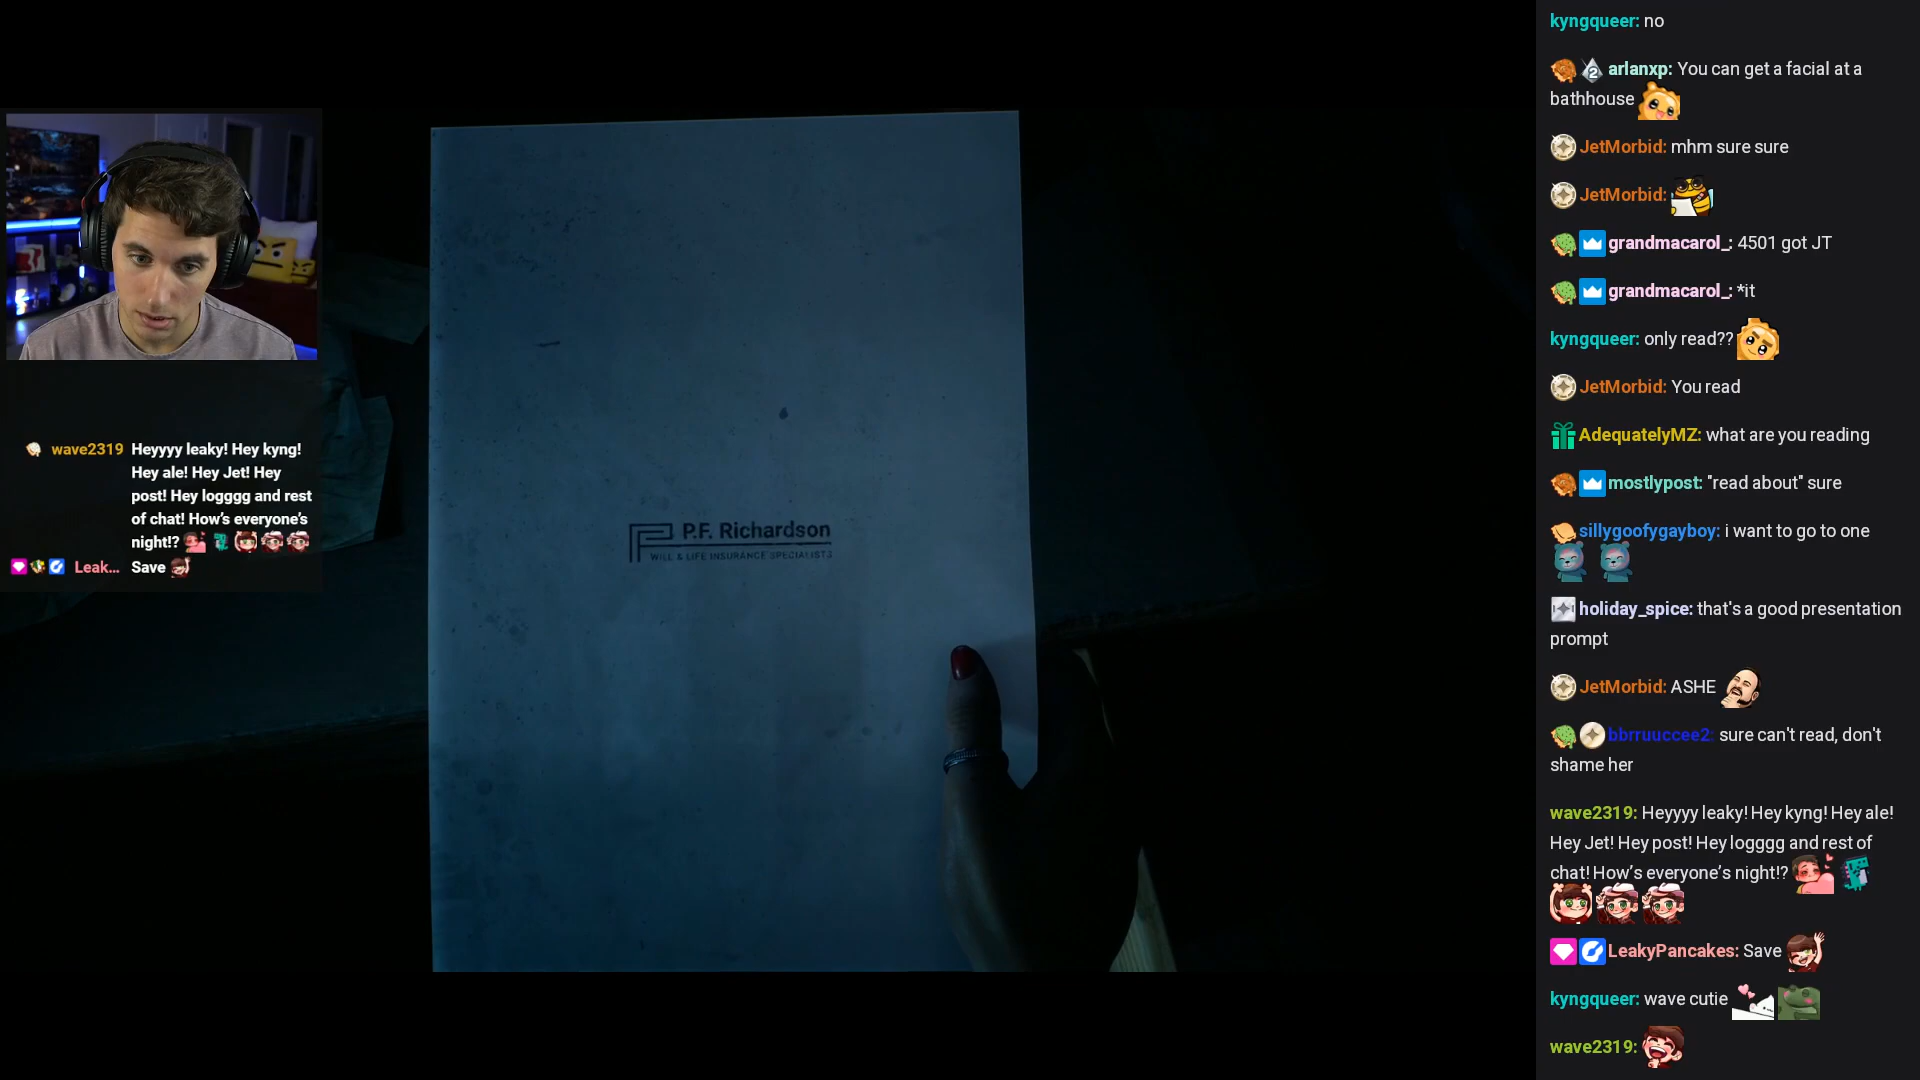 kyngqueer: no
arlanxp: You can get a facial at a
bathhouse
JetMorbid: mhm sure sure
JetMorbid:
grandmacarol_: 4501 got JT
grandmacarol_: *it
kyngqueer: only read??
JetMorbid: You read
AdequatelyMZ: what are you reading
mostlypost: "read about" sure
sillygoofygayboy: i want to go to one
holiday_spice: that's a good presentation
prompt
JetMorbid: ASHE
bbrruuccee2: sure can't read, don't
shame her
wave2319: Heyyyy leaky! Hey kyng! Hey ale!
Hey Jet! Hey post! Hey logggg and rest of
chat! How's everyone's night!?
LeakyPancakes: Save
kyngqueer: wave cutie
wave2319:
wave2319 Heyyyy leaky! Hey kyng!
Hey ale! Hey Jet! Hey
post! Hey logggg and rest
of chat! How's everyone's
night!?
Leak... Save
P.F. Richardson
WILL & LIFE INSURANCE SPECIALISTS